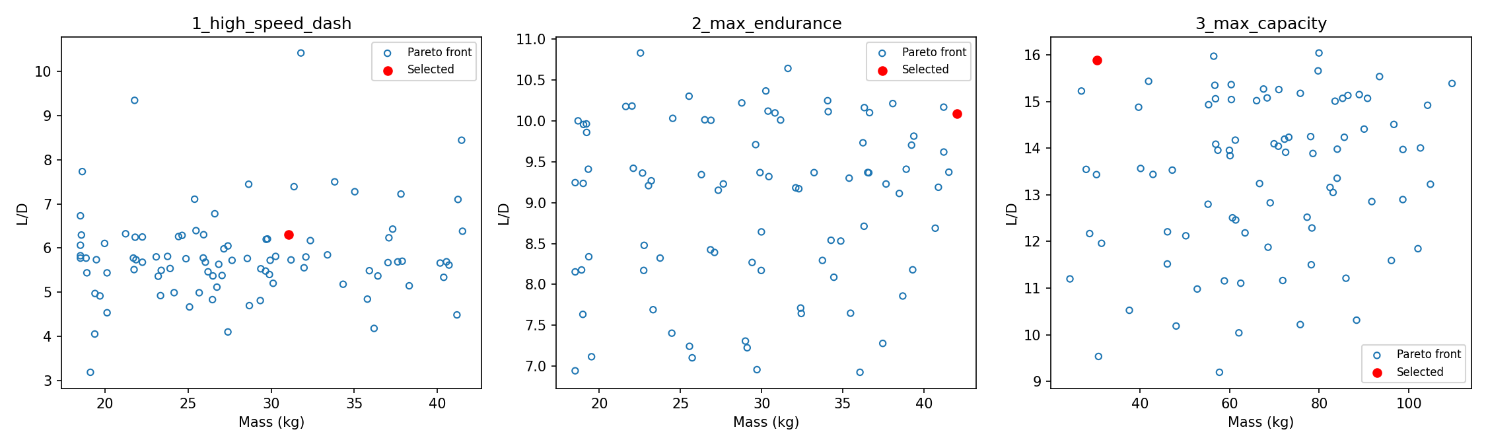 1_high_speed_dash
Pareto front
Selected
L/D
10
9
8
7
6
5
4
3
20
25
30
35
40
Mass (kg)
2_max_endurance
Pareto front
Selected
L/D
11.0
10.5
10.0
9.5
9.0
8.5
8.0
7.5
7.0
20
25
30
35
40
Mass (kg)
3_max_capacity
L/D
16
15
14
13
12
11
10
9
Pareto front
Selected
40
60
80
100
Mass (kg)